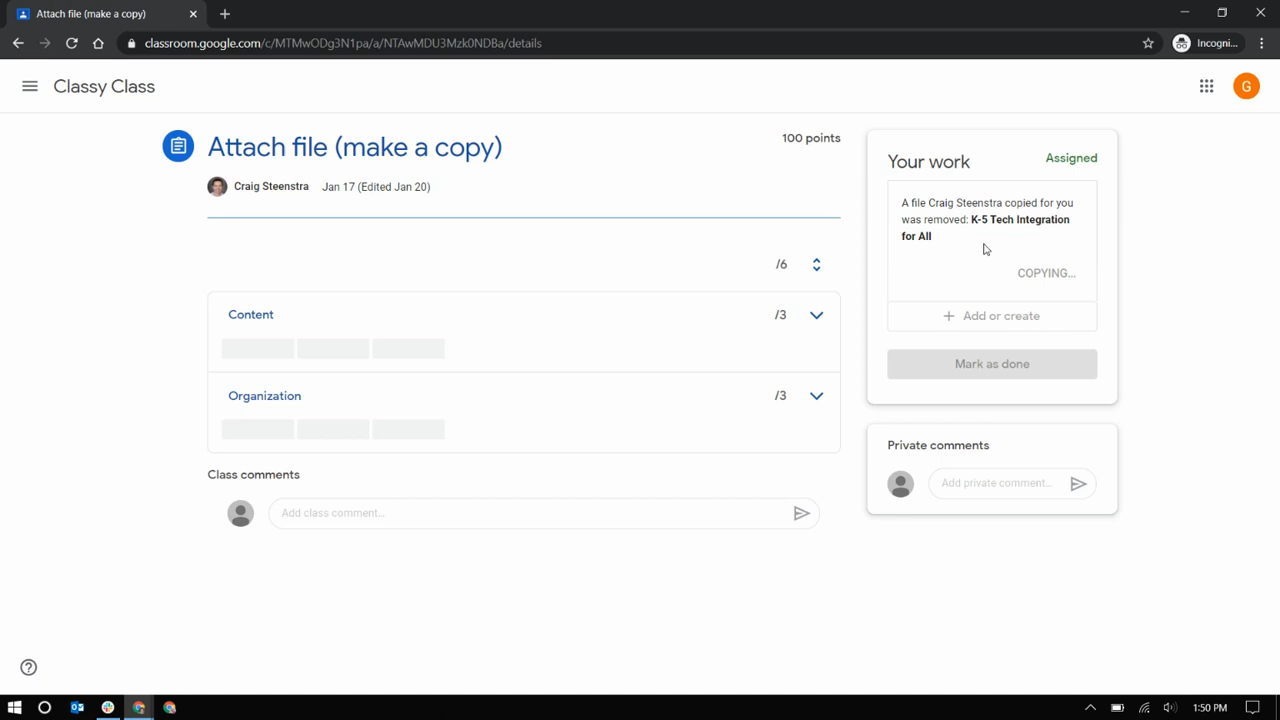 Attach file (make a copy)
classroom.google.com/c/MTMwODg3N1pa/a/NTAwMDU3Mzk0NDBa/details
Incogni...
Classy Class
G
Attach file (make a copy)
100 points
Craig Steenstra Jan 17 (Edited Jan 20)
/6
Content /3
Organization /3
Class comments
Add class comment...
Your work Assigned
A file Craig Steenstra copied for you
was removed: K-5 Tech Integration
for All
COPYING...
+ Add or create
Mark as done
Private comments
Add private comment...
1:50 PM